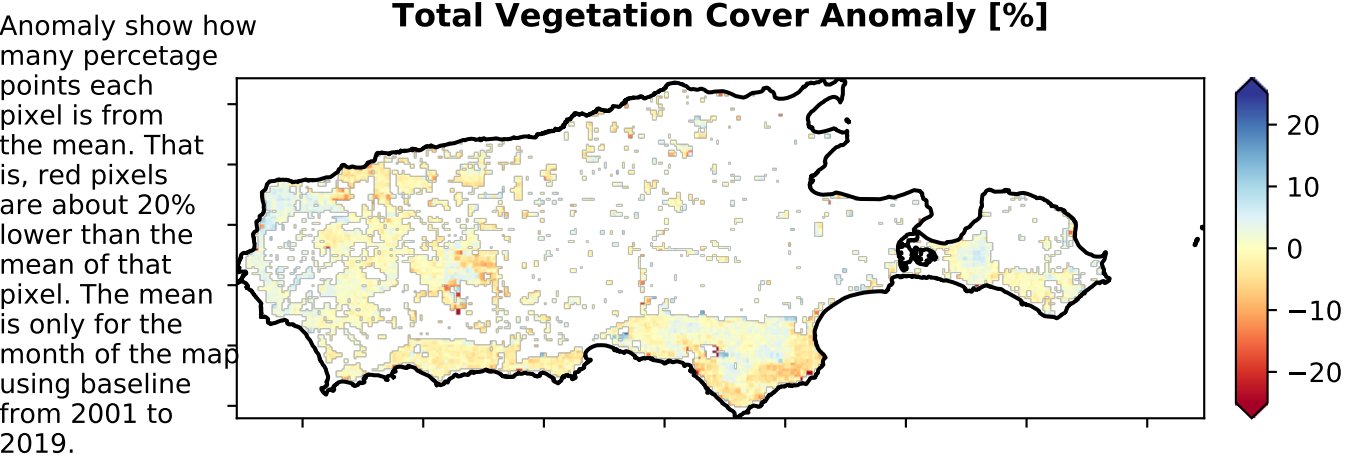 Total Vegetation Cover Anomaly [%]
Anomaly show how
many percetage
points each
pixel is from
the mean. That
is, red pixels
are about 20%
lower than the
mean of that
pixel. The mean
is only for the
month of the map
using baseline
from 2001 to
2019.
20
10
0
−10
−20